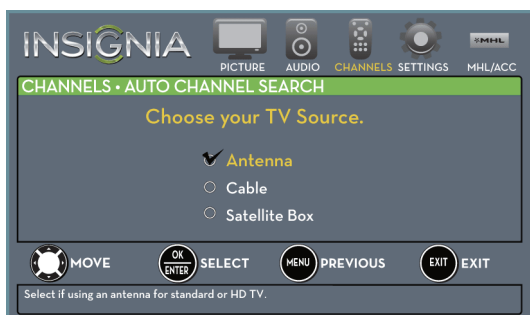 INSIGNIA
PICTURE AUDIO CHANNELS SETTINGS MHL/ACC
MHL
CHANNELS • AUTO CHANNEL SEARCH
Choose your TV Source.
Antenna
Cable
Satellite Box
MOVE OK ENTER SELECT MENU PREVIOUS EXIT EXIT
Select if using an antenna for standard or HD TV.